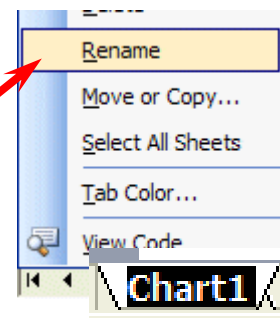 Rename
Move or Copy...
Select All Sheets
Tab Color...
View Code
Chart1